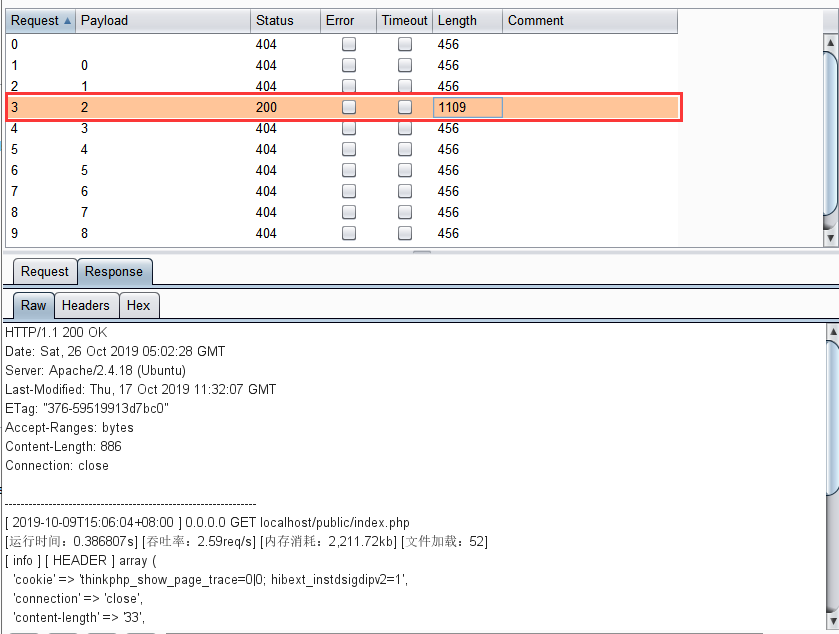 Request Payload Status Error Timeout Length Comment
0 404 456
1 0 404 456
2 1 404 456
3 2 200 1109
4 3 404 456
5 4 404 456
6 5 404 456
7 6 404 456
8 7 404 456
9 8 404 456
Request Response
Raw Headers Hex
HTTP/1.1 200 OK
Date: Sat, 26 Oct 2019 05:02:28 GMT
Server: Apache/2.4.18 (Ubuntu)
Last-Modified: Thu, 17 Oct 2019 11:32:07 GMT
ETag: "376-59519913d7bc0"
Accept-Ranges: bytes
Content-Length: 886
Connection: close
---------------------------------------------------------------
[ 2019-10-09T15:06:04+08:00 ] 0.0.0.0 GET localhost/public/index.php
[运行时间：0.386807s] [吞吐率：2.59req/s] [内存消耗：2,211.72kb] [文件加载：52]
[ info ] [ HEADER ] array (
'cookie' => 'thinkphp_show_page_trace=0|0; hibext_instdsigdipv2=1',
'connection' => 'close',
'content-length' => '33',